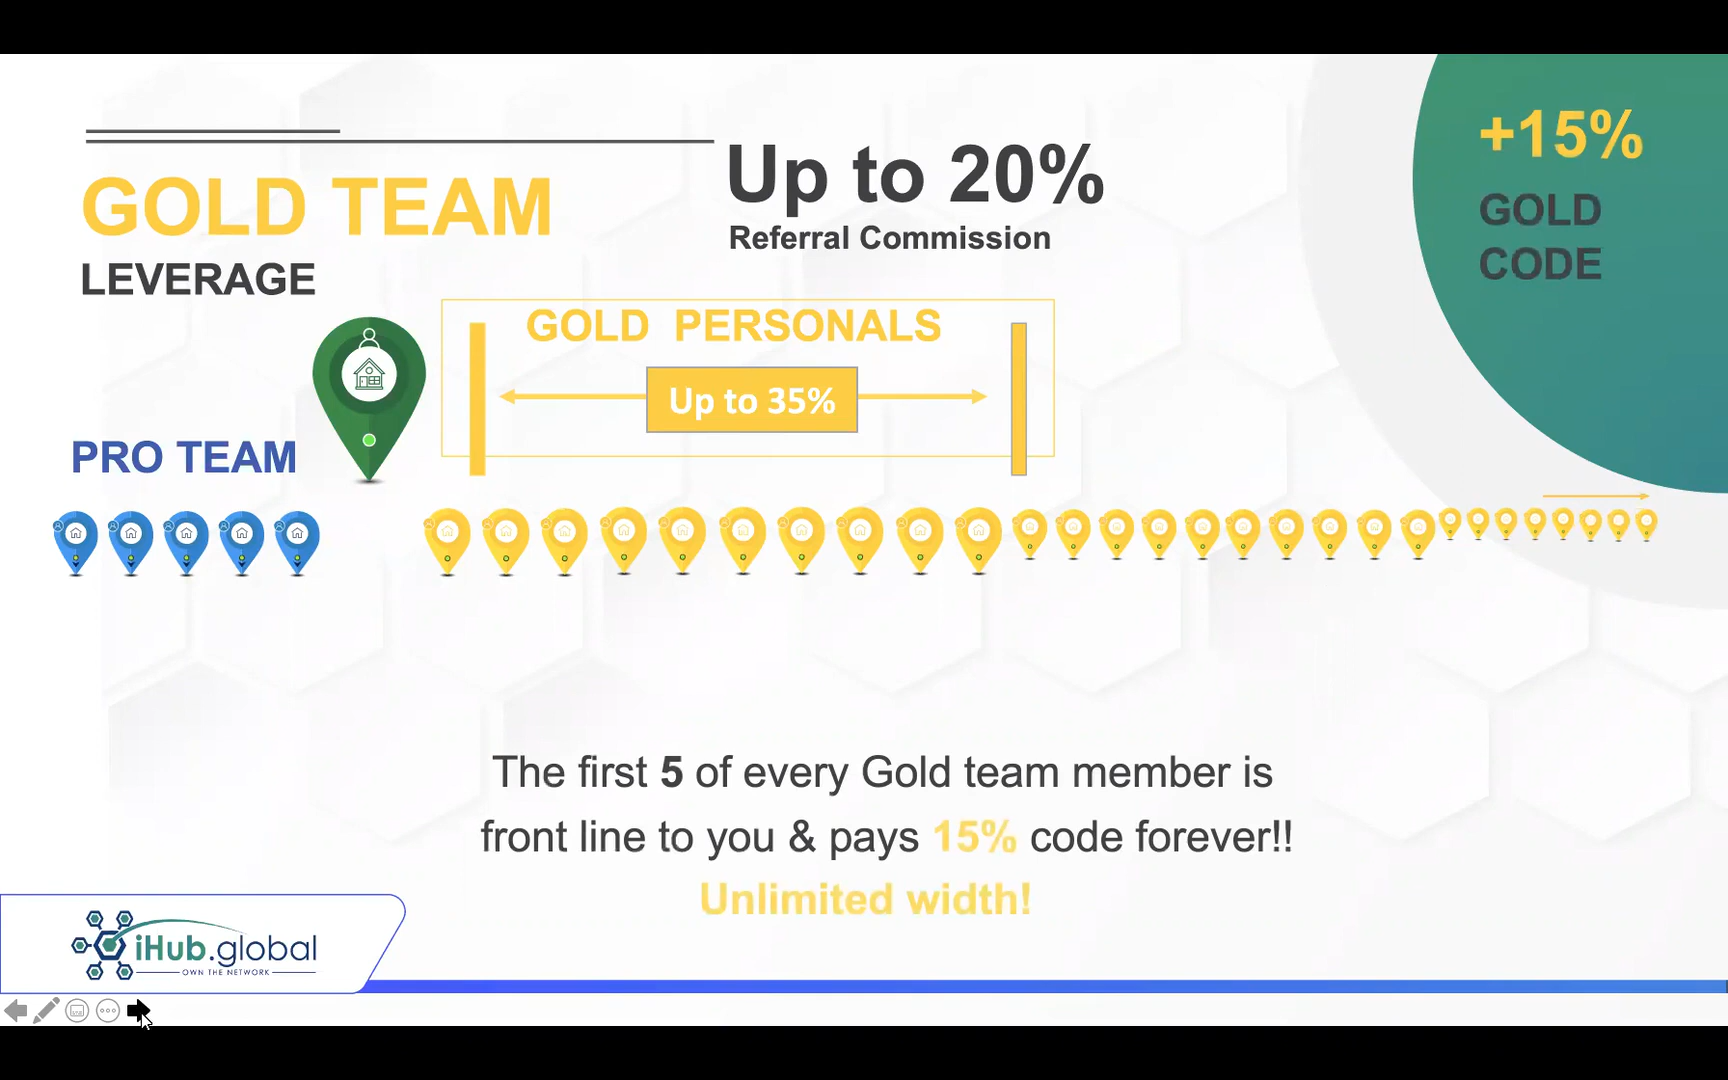 +15%
GOLD
CODE
Up to 20%
Referral Commission
GOLD TEAM
LEVERAGE
GOLD PERSONALS
Up to 35%
PRO TEAM
The first 5 of every Gold team member is
front line to you & pays 15% code forever!!
Unlimited width!
iHub.global
OWN THE NETWORK